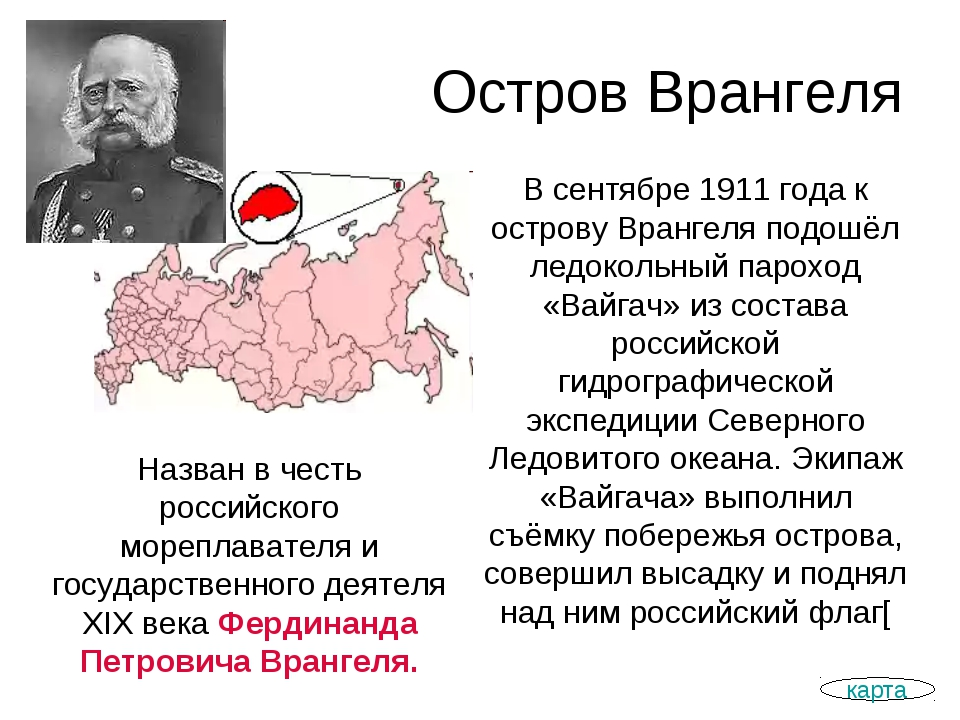 Остров Врангеля
В сентябре 1911 года к
острову Врангеля подошёл
ледокольный пароход
«Вайгач» из состава
российской
гидрографической
экспедиции Северного
Ледовитого океана. Экипаж
«Вайгача» выполнил
съёмку побережья острова,
совершил высадку и поднял
над ним российский флаг[
Назван в честь
российского
мореплавателя и
государственного деятеля
XIX века Фердинанда
Петровича Врангеля.
карта